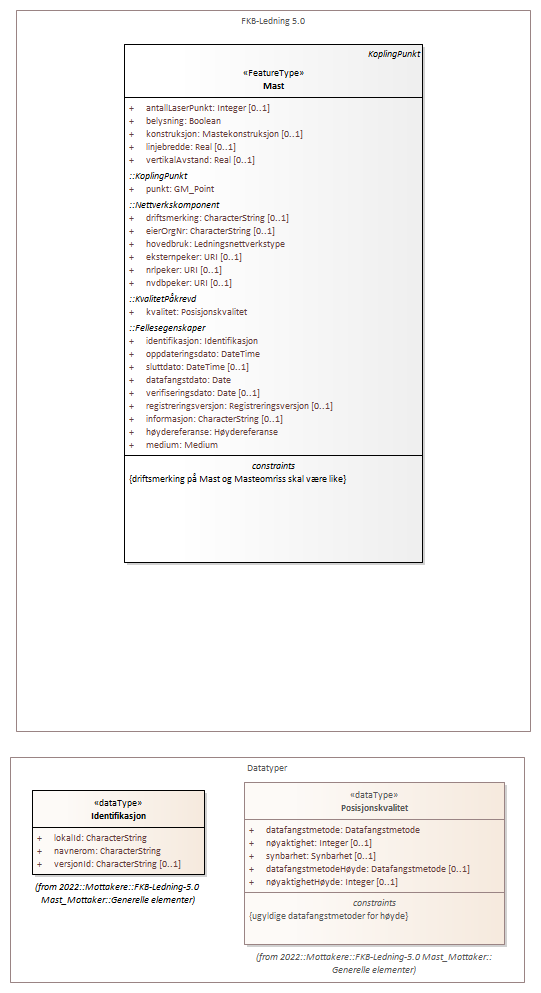 FKB-Ledning 5.0
KoplingPunkt
«FeatureType»
Mast
+ antallLaserPunkt: Integer [0..1]
+ belysning: Boolean
+ konstruksjon: Mastekonstruksjon [0..1]
+ linjebredde: Real [0..1]
+ vertikalAvstand: Real [0..1]
::KoplingPunkt
+ punkt: GM_Point
::Nettverkskomponent
+ driftsmerking: CharacterString [0..1]
+ eierOrgNr: CharacterString [0..1]
+ hovedbruk: Ledningsnettverkstype
+ eksternpeker: URI [0..1]
+ nrlpeker: URI [0..1]
+ nvdbpeker: URI [0..1]
::KvalitetPåkrevd
+ kvalitet: Posisjonskvalitet
::Fellesegenskaper
+ identifikasjon: Identifikasjon
+ oppdateringsdato: DateTime
+ sluttdato: DateTime [0..1]
+ datafangstdato: Date
+ verifiseringsdato: Date [0..1]
+ registreringsversjon: Registreringsversjon [0..1]
+ informasjon: CharacterString [0..1]
+ høydereferanse: Høydereferanse
+ medium: Medium
constraints
{driftsmerking på Mast og Masteomriss skal være like}
Datatyper
«dataType»
Identifikasjon
+ lokalId: CharacterString
+ navnerom: CharacterString
+ versjonId: CharacterString [0..1]
(from 2022::Mottakere::FKB-Ledning-5.0
Mast_Mottaker::Generelle elementer)
«dataType»
Posisjonskvalitet
+ datafangstmetode: Datafangstmetode
+ nøyaktighet: Integer [0..1]
+ synbarhet: Synbarhet [0..1]
+ datafangstmetodeHøyde: Datafangstmetode [0..1]
+ nøyaktighetHøyde: Integer [0..1]
constraints
{ugyldige datafangstmetoder for høyde}
(from 2022::Mottakere::FKB-Ledning-5.0 Mast_Mottaker::
Generelle elementer)